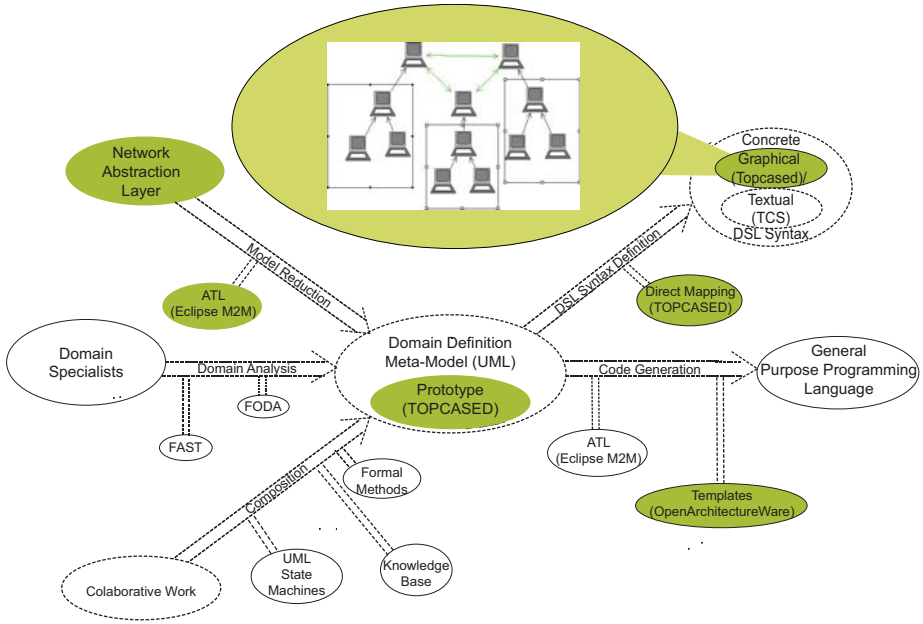 Network
Abstraction
Layer
Concrete
Graphical
(Topcased)/
Textual
(TCS)
DSL Syntax
Model Reduction
DSL Syntax Definition
ATL
(Eclipse M2M)
Direct Mapping
(TOPCASED)
Domain
Specialists
Domain Analysis
FODA
FAST
Domain Definition
Meta-Model (UML)
Prototype
(TOPCASED)
Code Generation
General
Purpose Programming
Language
ATL
(Eclipse M2M)
Templates
(OpenArchitectureWare)
Composition
Formal
Methods
Knowledge
Base
UML
State
Machines
Colaborative Work